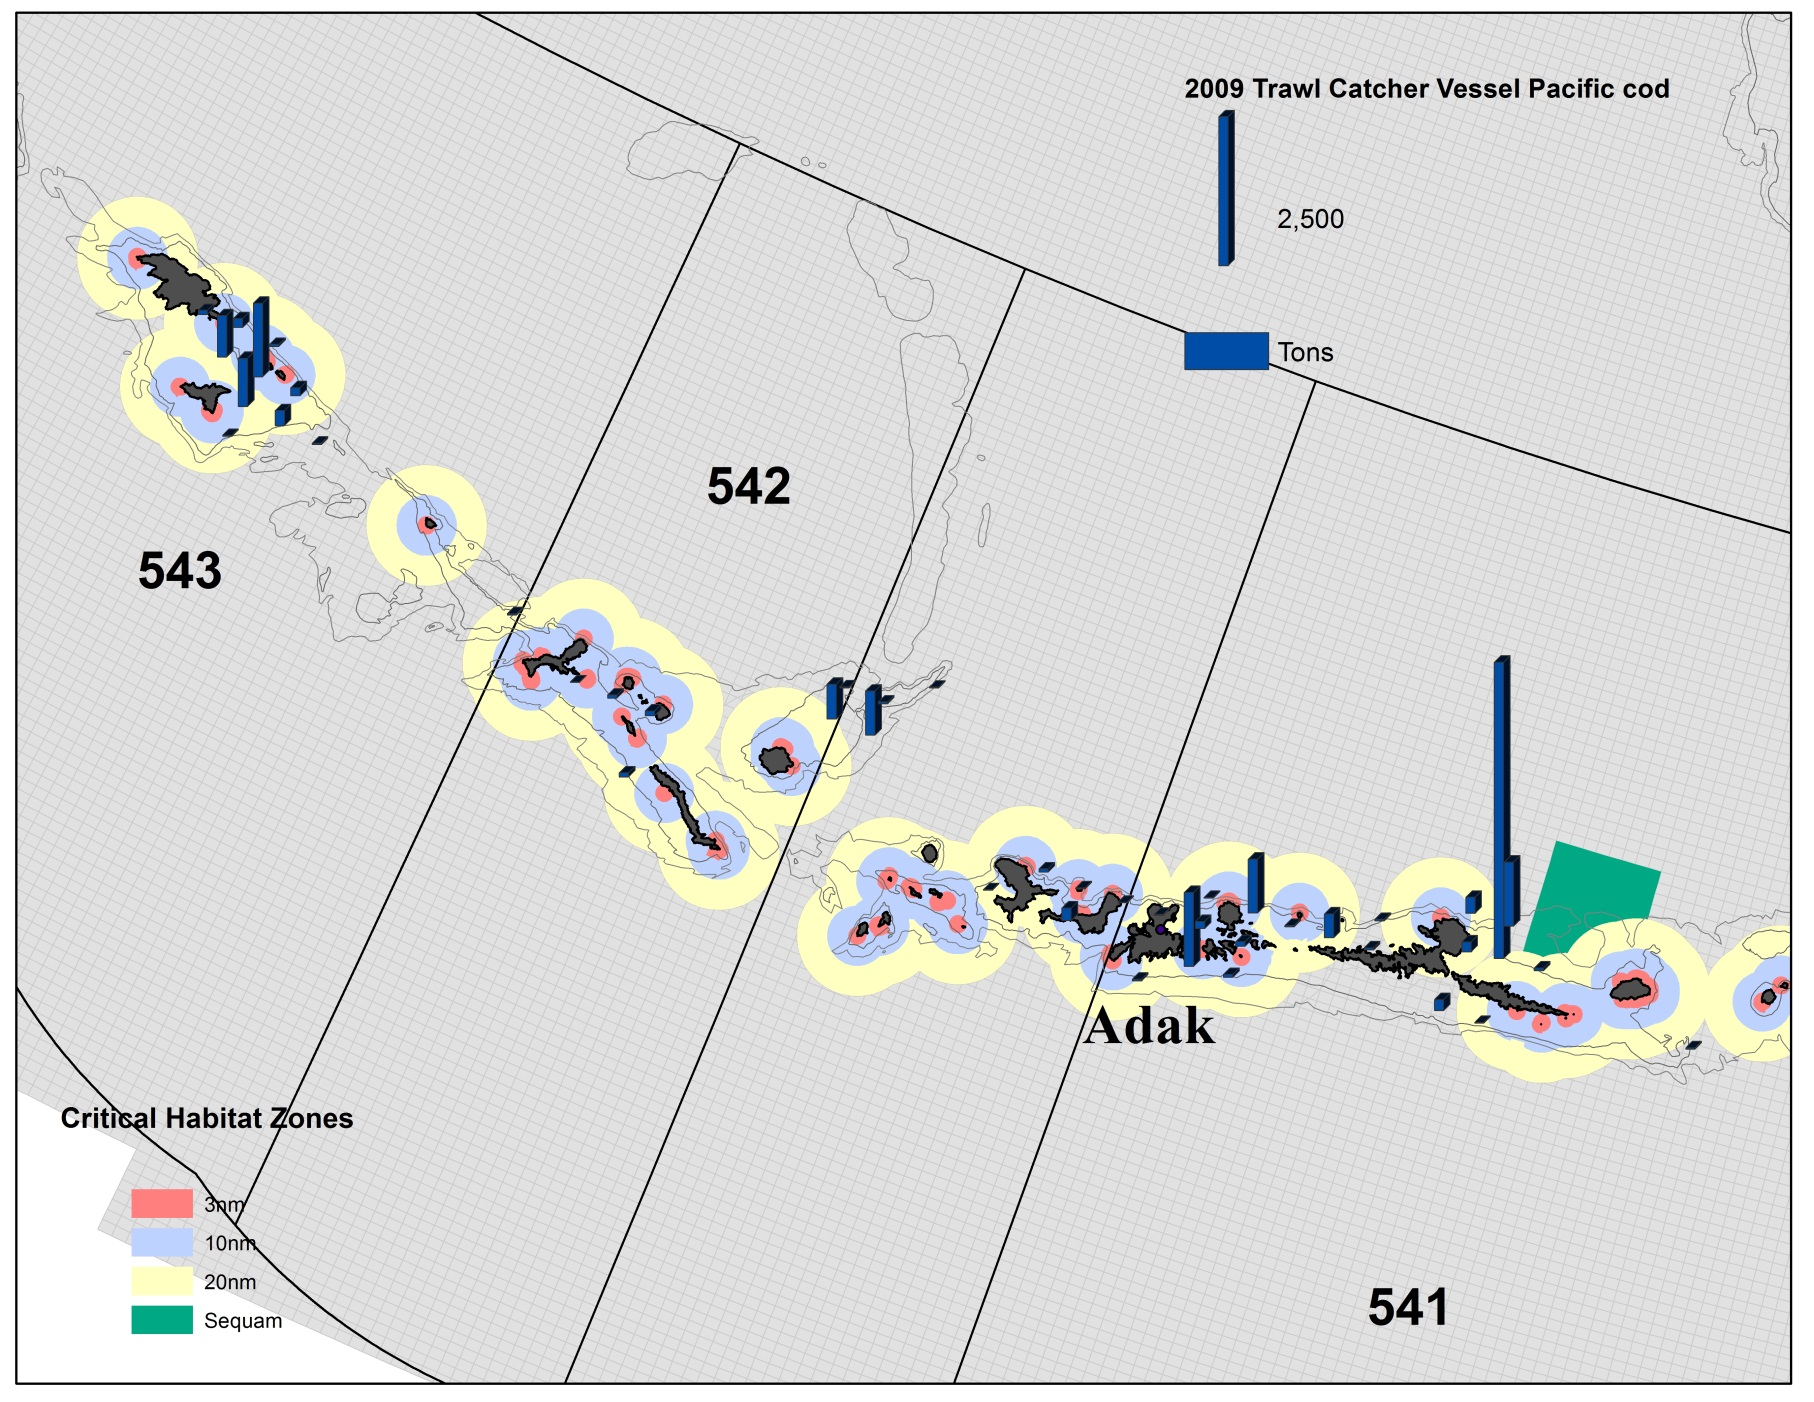 2009 Trawl Catcher Vessel Pacific cod
2,500
Tons
542
543
Adak
Critical Habitat Zones
3nm
10nm
20nm
Sequam
541